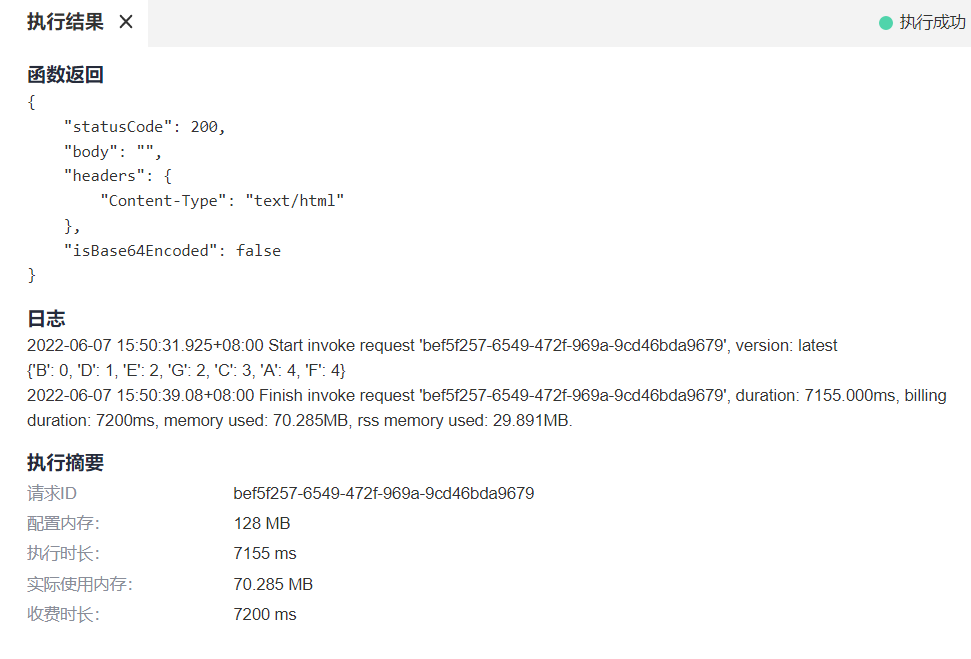 执行结果 ×
执行成功
函数返回
{
    "statusCode": 200,
    "body": "",
    "headers": {
        "Content-Type": "text/html"
    },
    "isBase64Encoded": false
}
日志
2022-06-07 15:50:31.925+08:00 Start invoke request 'bef5f257-6549-472f-969a-9cd46bda9679', version: latest
{'B': 0, 'D': 1, 'E': 2, 'G': 2, 'C': 3, 'A': 4, 'F': 4}
2022-06-07 15:50:39.08+08:00 Finish invoke request 'bef5f257-6549-472f-969a-9cd46bda9679', duration: 7155.000ms, billing
duration: 7200ms, memory used: 70.285MB, rss memory used: 29.891MB.
执行摘要
请求ID bef5f257-6549-472f-969a-9cd46bda9679
配置内存: 128 MB
执行时长: 7155 ms
实际使用内存: 70.285 MB
收费时长: 7200 ms